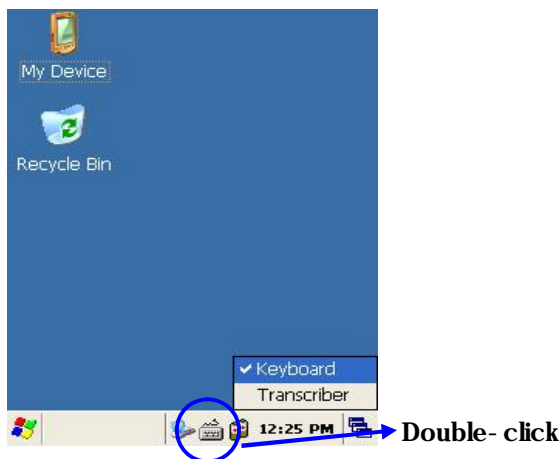 My Device
Recycle Bin
Keyboard
Transcriber
12:25 PM
Double- click